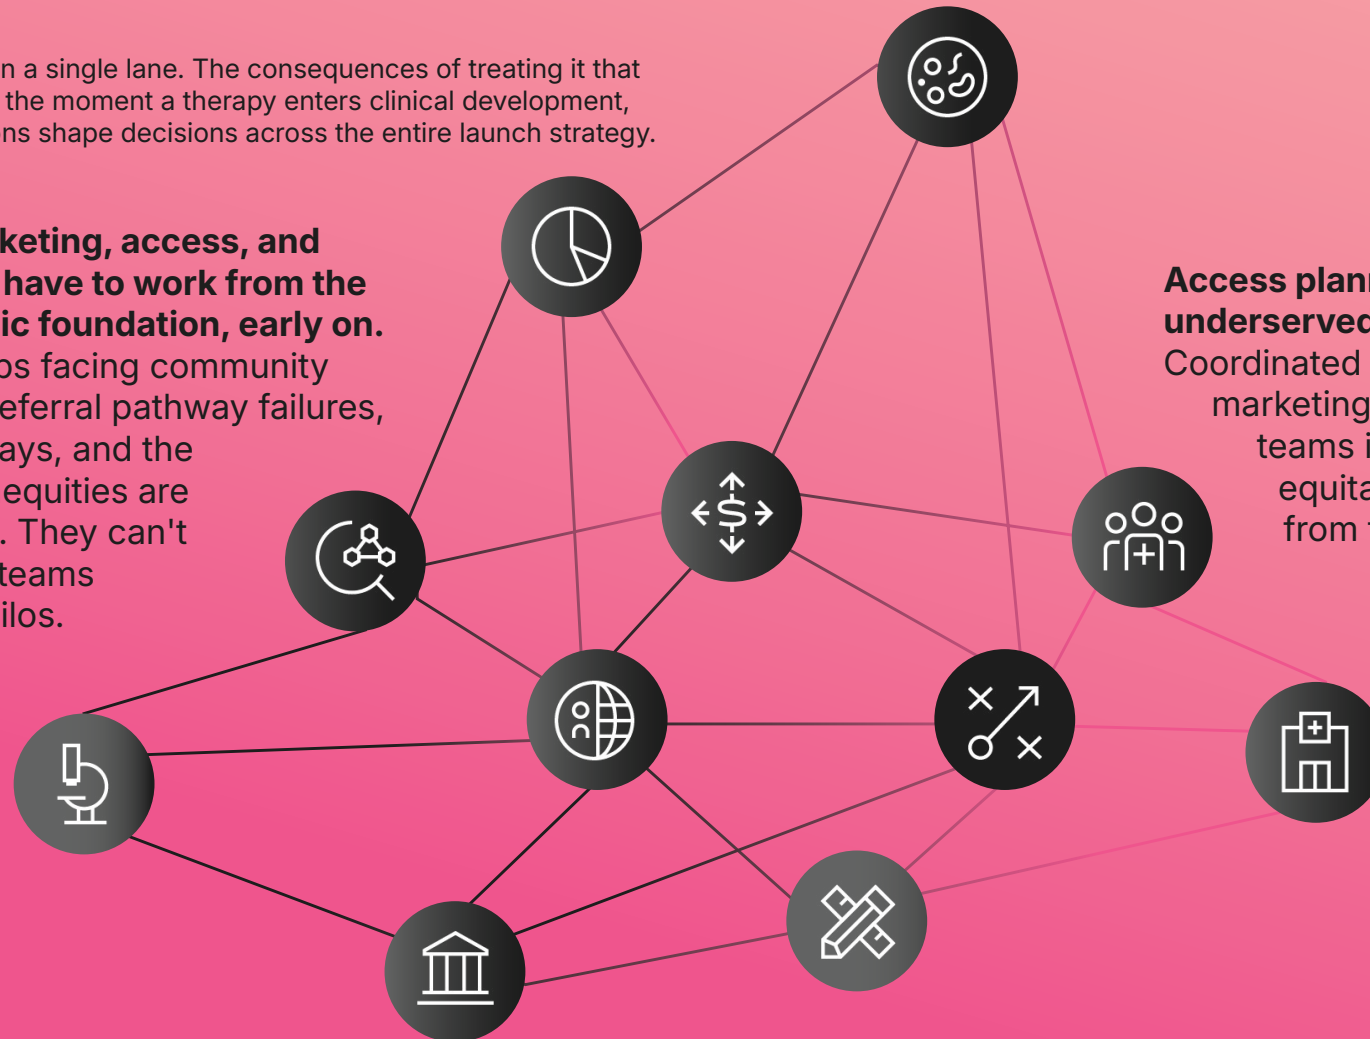 n a single lane. The consequences of treating it that
the moment a therapy enters clinical development,
ns shape decisions across the entire launch strategy.
keting, access, and
have to work from the
ic foundation, early on.
ps facing community
eferral pathway failures,
ays, and the
equities are
. They can't
teams
ilos.
Access plan
underserved
Coordinated
marketing
teams i
equita
from